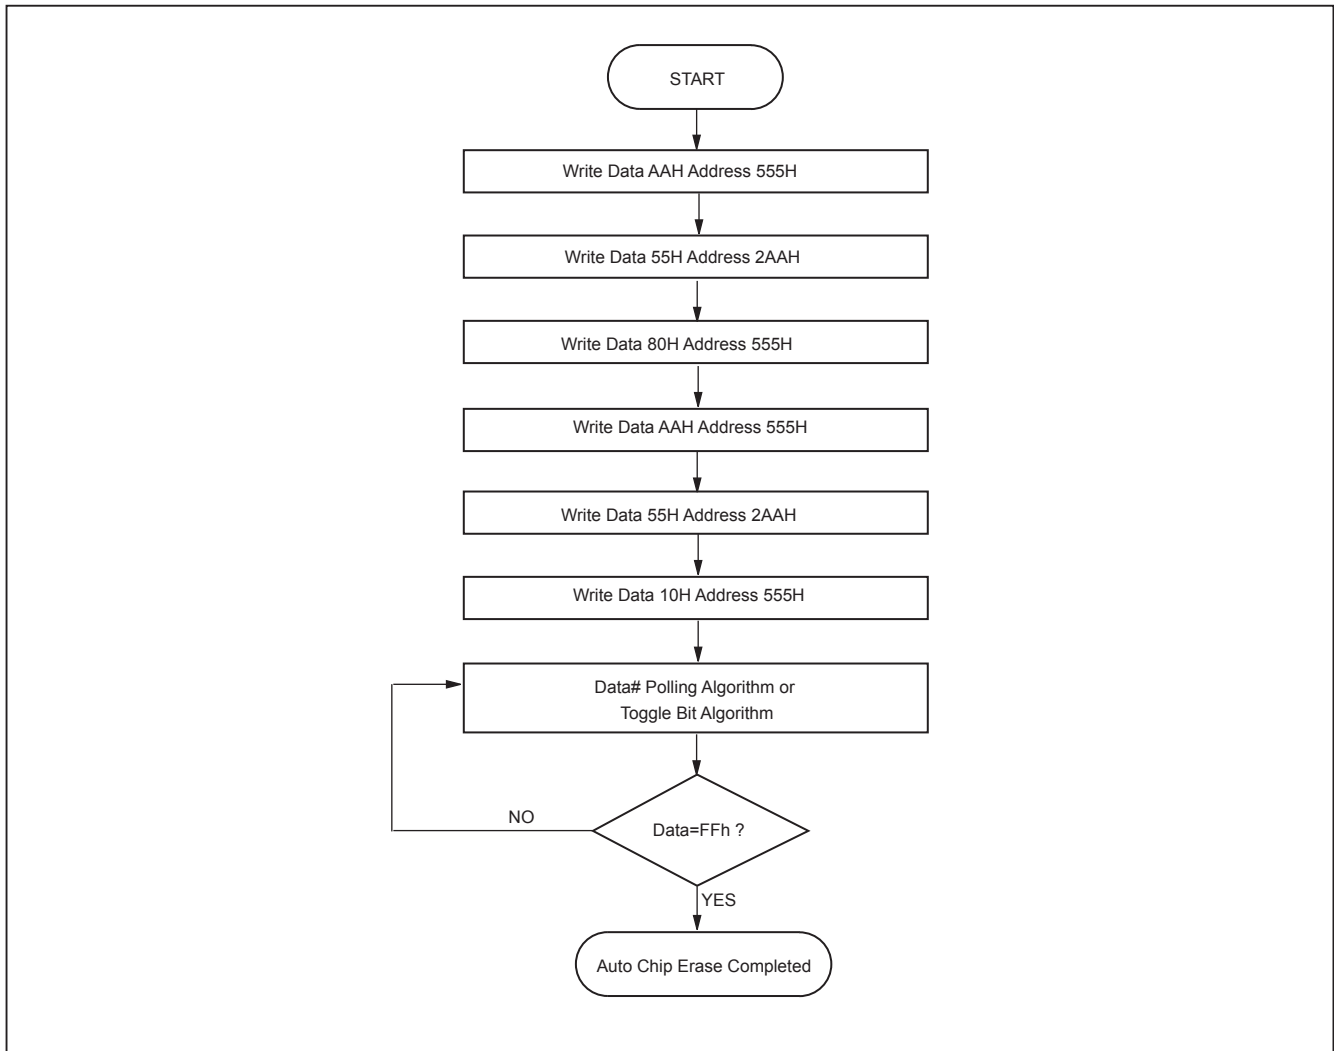 START
Write Data AAH Address 555H
Write Data 55H Address 2AAH
Write Data 80H Address 555H
Write Data AAH Address 555H
Write Data 55H Address 2AAH
Write Data 10H Address 555H
Data# Polling Algorithm or
Toggle Bit Algorithm
NO
Data=FFh ?
YES
Auto Chip Erase Completed